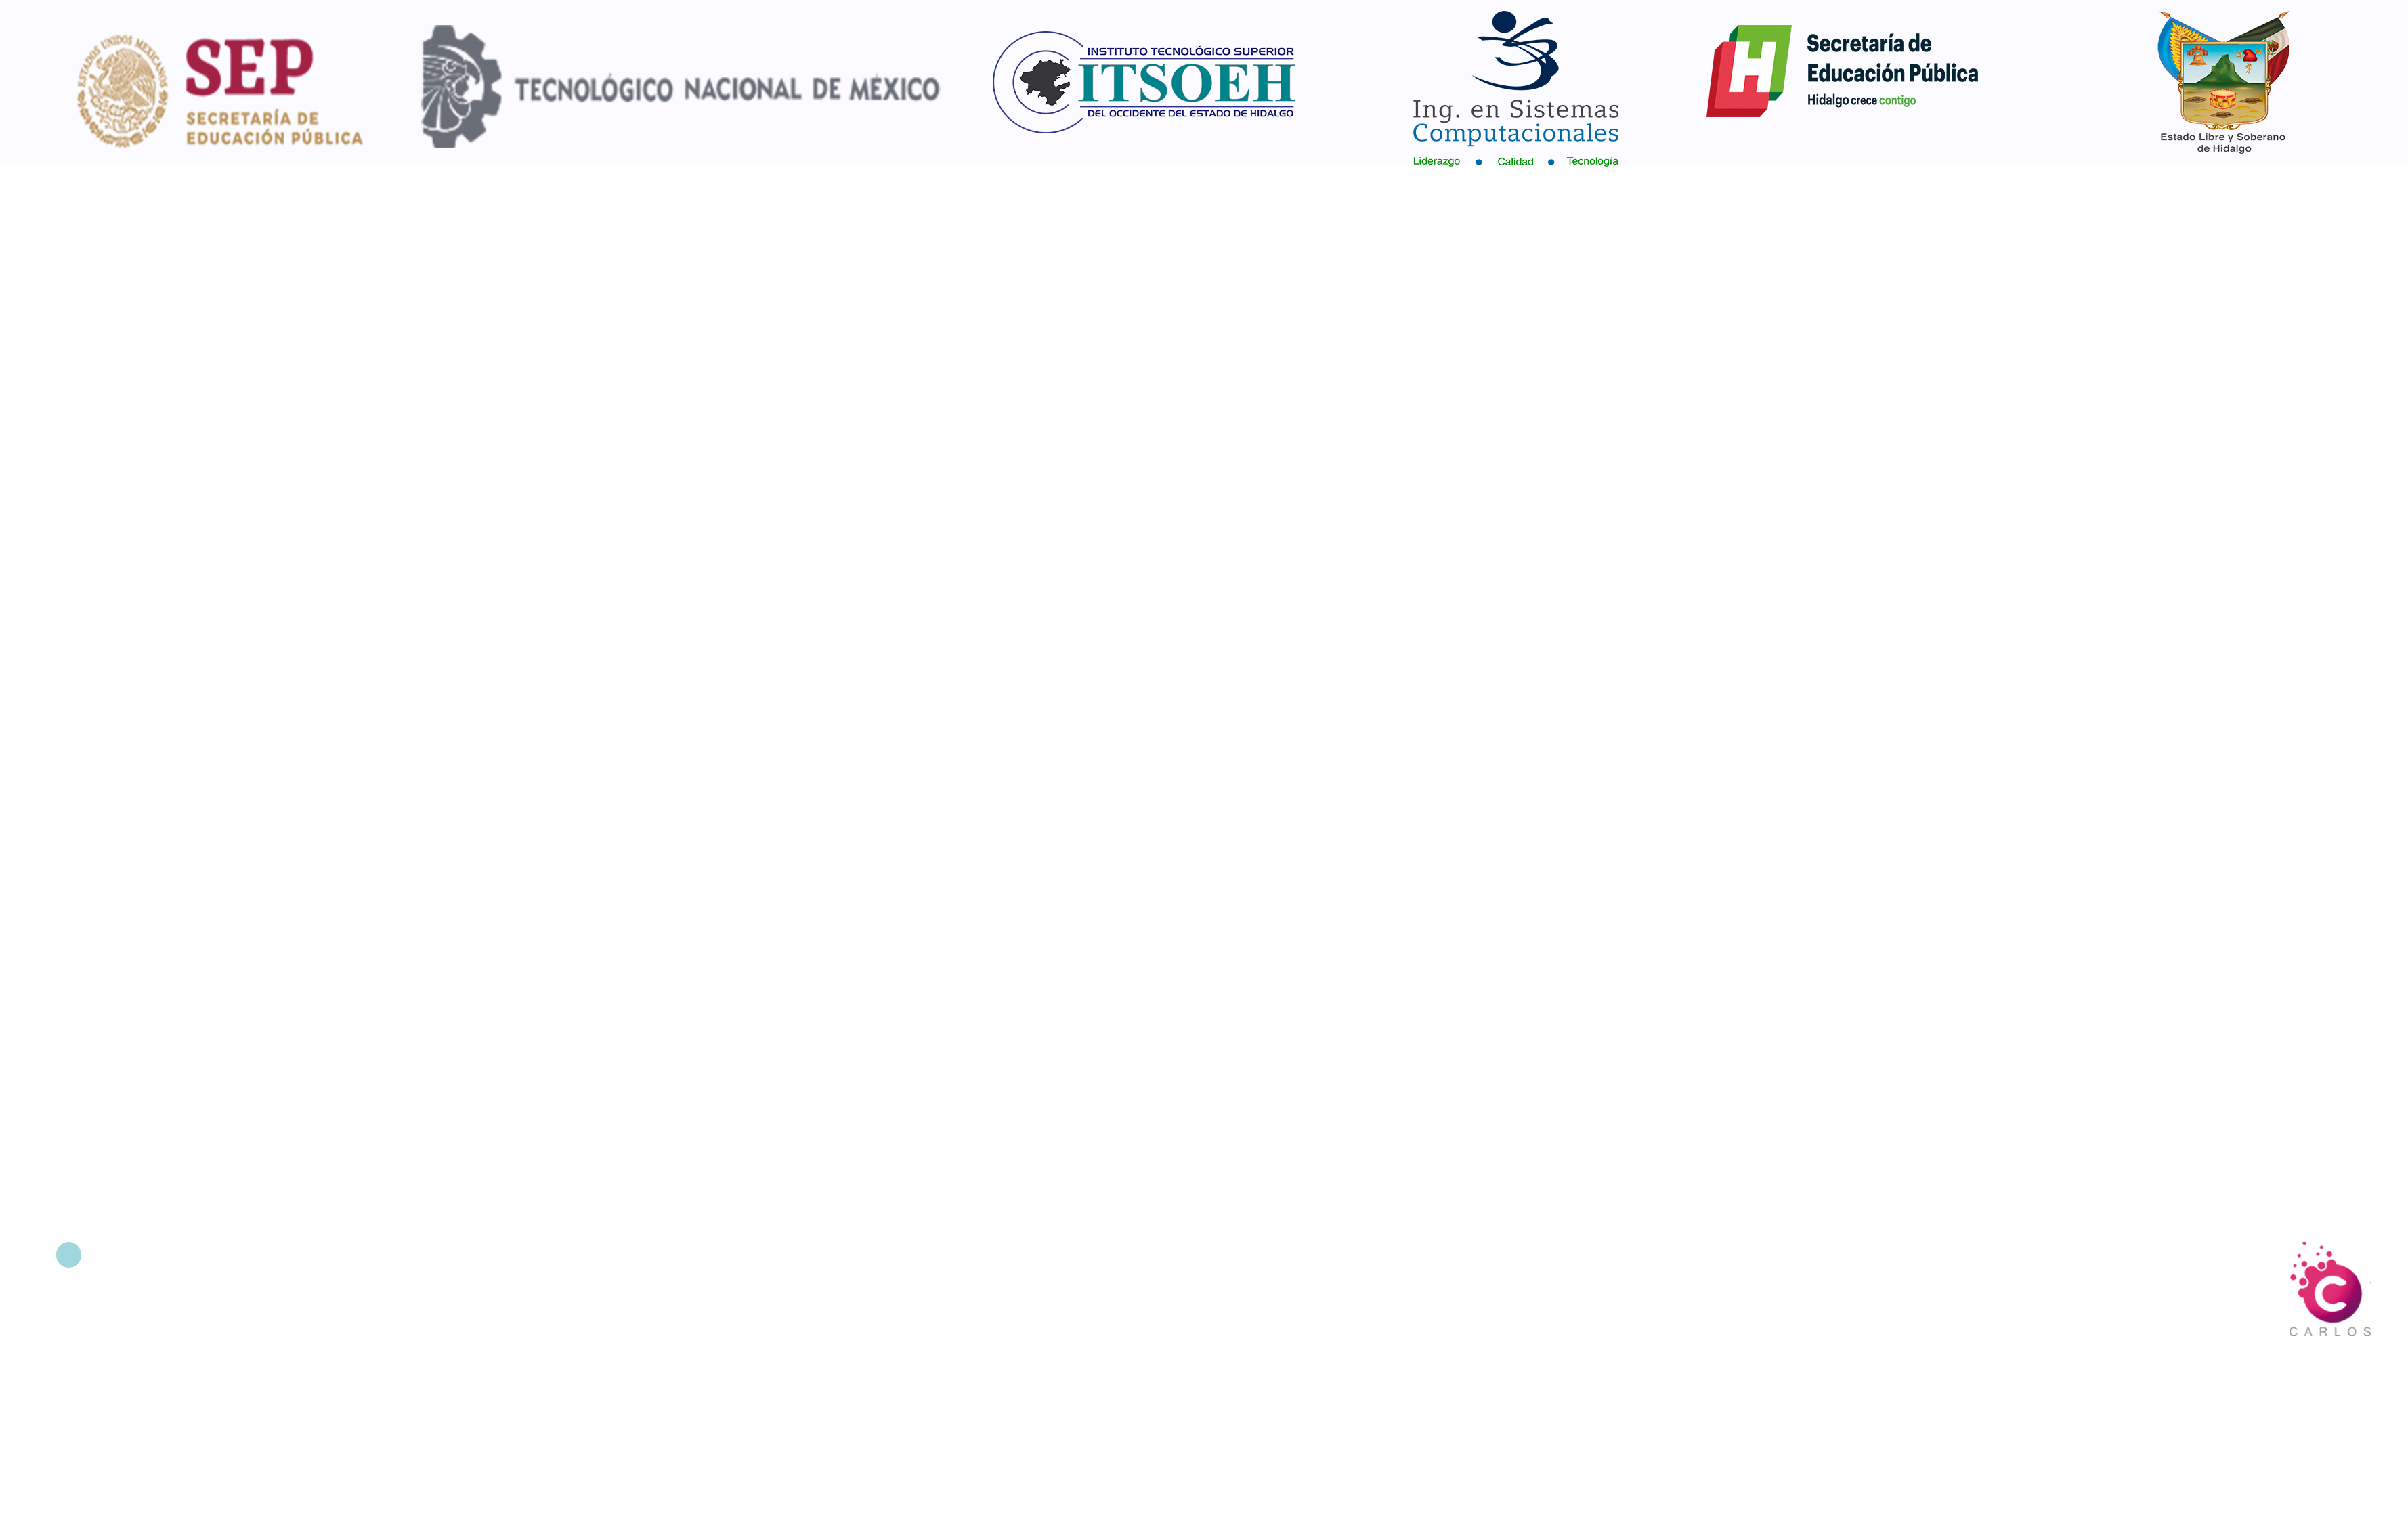 ESTADOS UNIDOS MEXICANOS
SEP
SECRETARÍA DE
EDUCACIÓN PÚBLICA
TECNOLÓGICO NACIONAL DE MÉXICO
INSTITUTO TECNOLÓGICO SUPERIOR
ITSOEH
DEL OCCIDENTE DEL ESTADO DE HIDALGO
Ing. en Sistemas
Computacionales
Liderazgo • Calidad • Tecnología
H
Secretaría de
Educación Pública
Hidalgo crece contigo
Estado Libre y Soberano
de Hidalgo
C
CARLOS